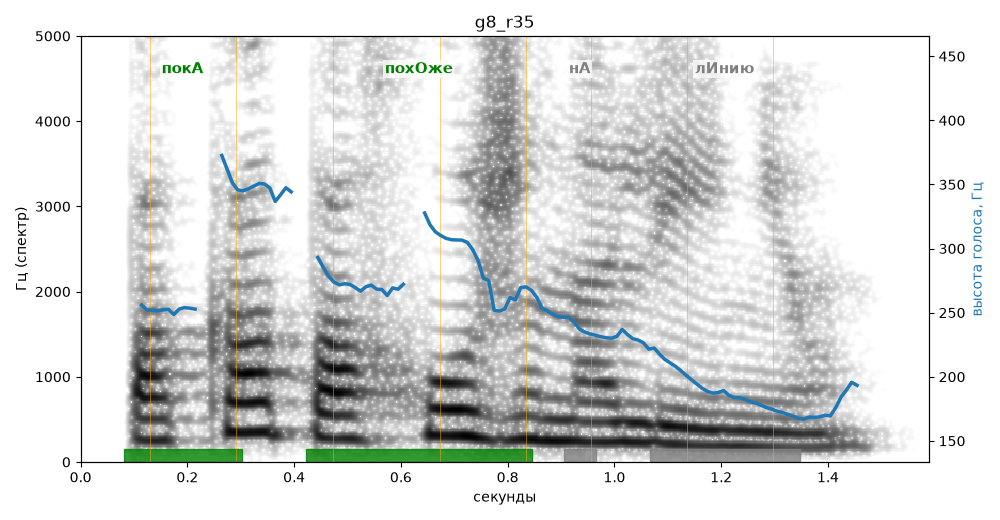 g8_r35
5000
4000
3000
2000
1000
0
Гц (спектр)
покА
похОже
нА
лИнию
450
400
350
300
250
200
150
высота голоса, Гц
0.0 0.2 0.4 0.6 0.8 1.0 1.2 1.4
секунды